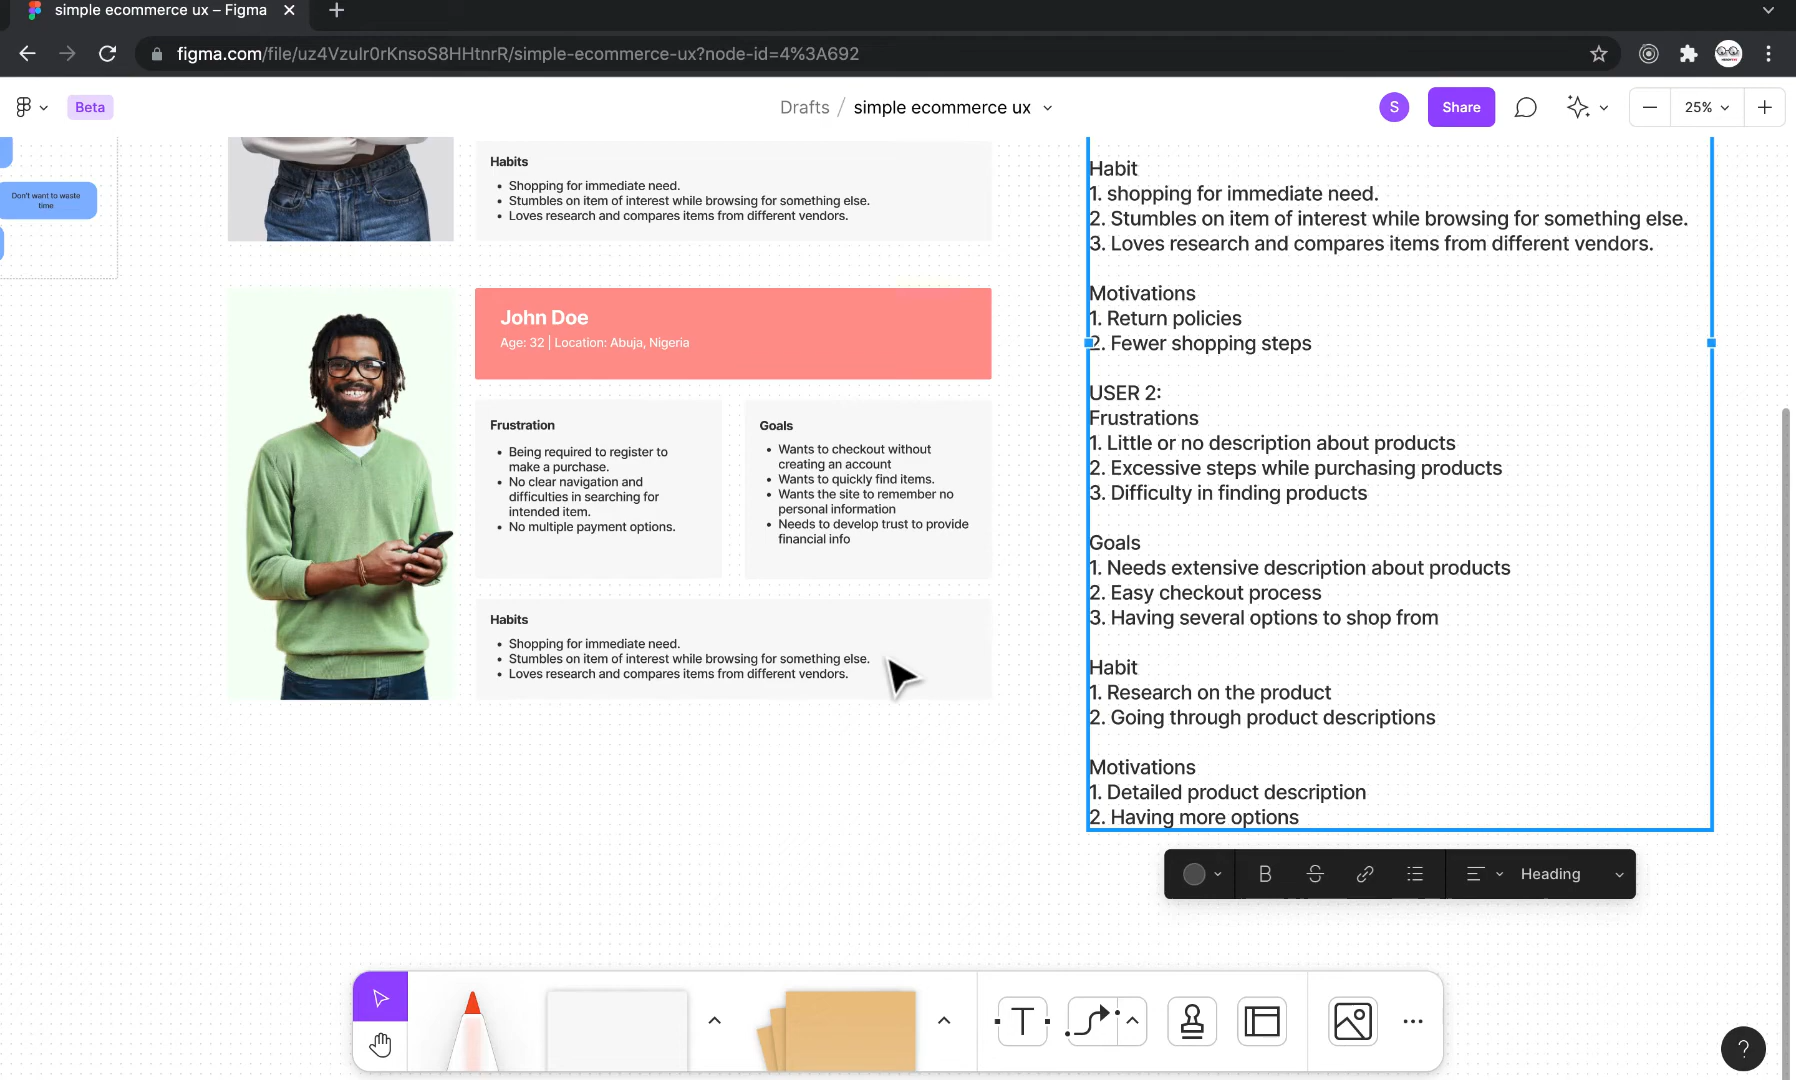 simple ecommerce ux – Figma
figma.com/file/uz4VzuIr0rKnsoS8HHtnrR/simple-ecommerce-ux?node-id=4%3A692
Beta
Drafts / simple ecommerce ux
S
Share
25%
Don't want to waste
time
Habits
• Shopping for immediate need.
• Stumbles on item of interest while browsing for something else.
• Loves research and compares items from different vendors.
John Doe
Age: 32 | Location: Abuja, Nigeria
Frustration
• Being required to register to
make a purchase.
• No clear navigation and
difficulties in searching for
intended item.
• No multiple payment options.
Goals
• Wants to checkout without
creating an account
• Wants to quickly find items.
• Wants the site to remember no
personal information
• Needs to develop trust to provide
financial info
Habits
• Shopping for immediate need.
• Stumbles on item of interest while browsing for something else.
• Loves research and compares items from different vendors.
Habit
1. shopping for immediate need.
2. Stumbles on item of interest while browsing for something else.
3. Loves research and compares items from different vendors.
Motivations
1. Return policies
2. Fewer shopping steps
USER 2:
Frustrations
1. Little or no description about products
2. Excessive steps while purchasing products
3. Difficulty in finding products
Goals
1. Needs extensive description about products
2. Easy checkout process
3. Having several options to shop from
Habit
1. Research on the product
2. Going through product descriptions
Motivations
1. Detailed product description
2. Having more options
B
S
Heading
T
?